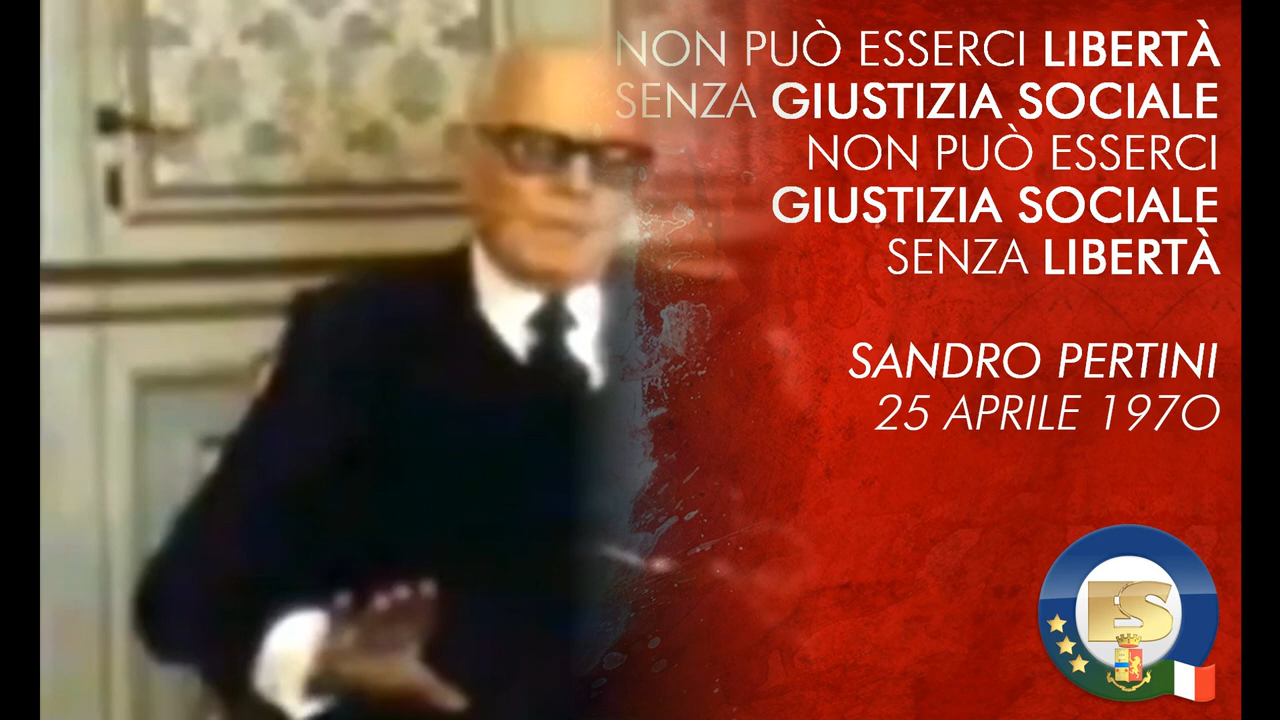 NON PUÒ ESSERCI LIBERTÀ
SENZA GIUSTIZIA SOCIALE
NON PUÒ ESSERCI
GIUSTIZIA SOCIALE
SENZA LIBERTÀ
SANDRO PERTINI
25 APRILE 1970
ES